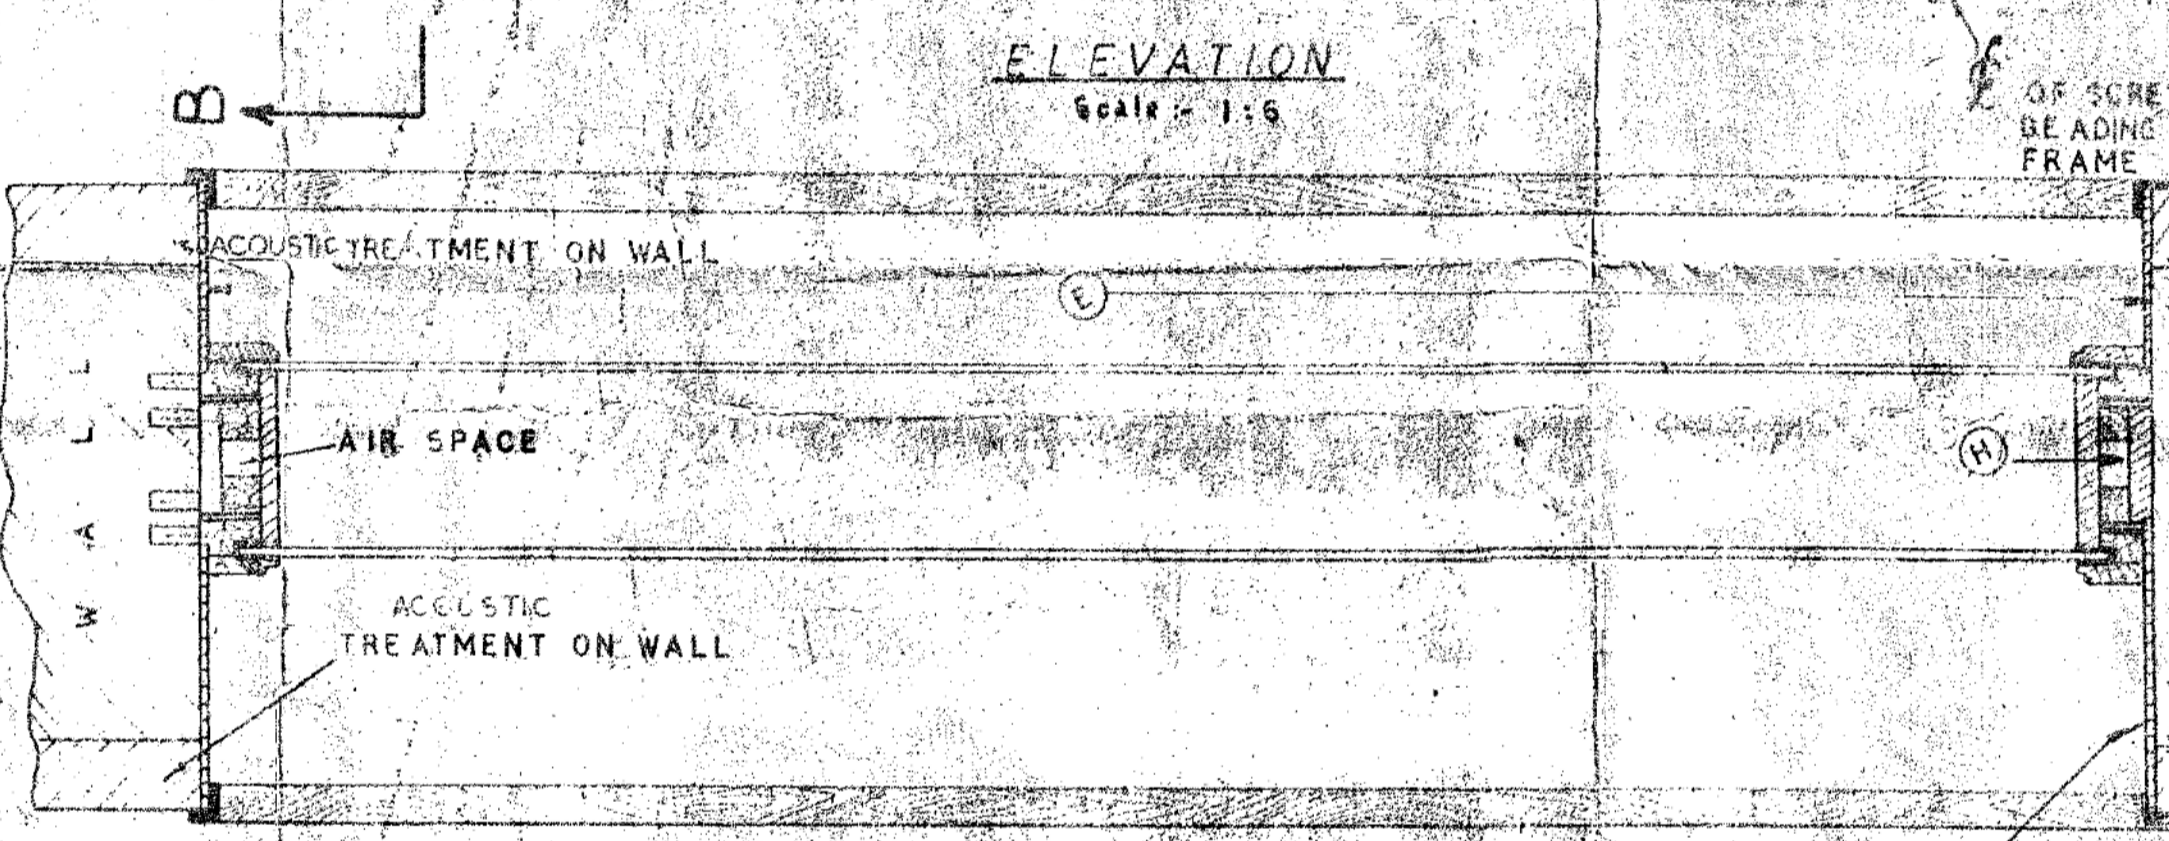 ELEVATION
Scale :- 1:6
B
℄ OF SCRE
BEADING
FRAME
ACOUSTIC TREATMENT ON WALL
E
WALL
AIR SPACE
H
ACOUSTIC
TREATMENT ON WALL